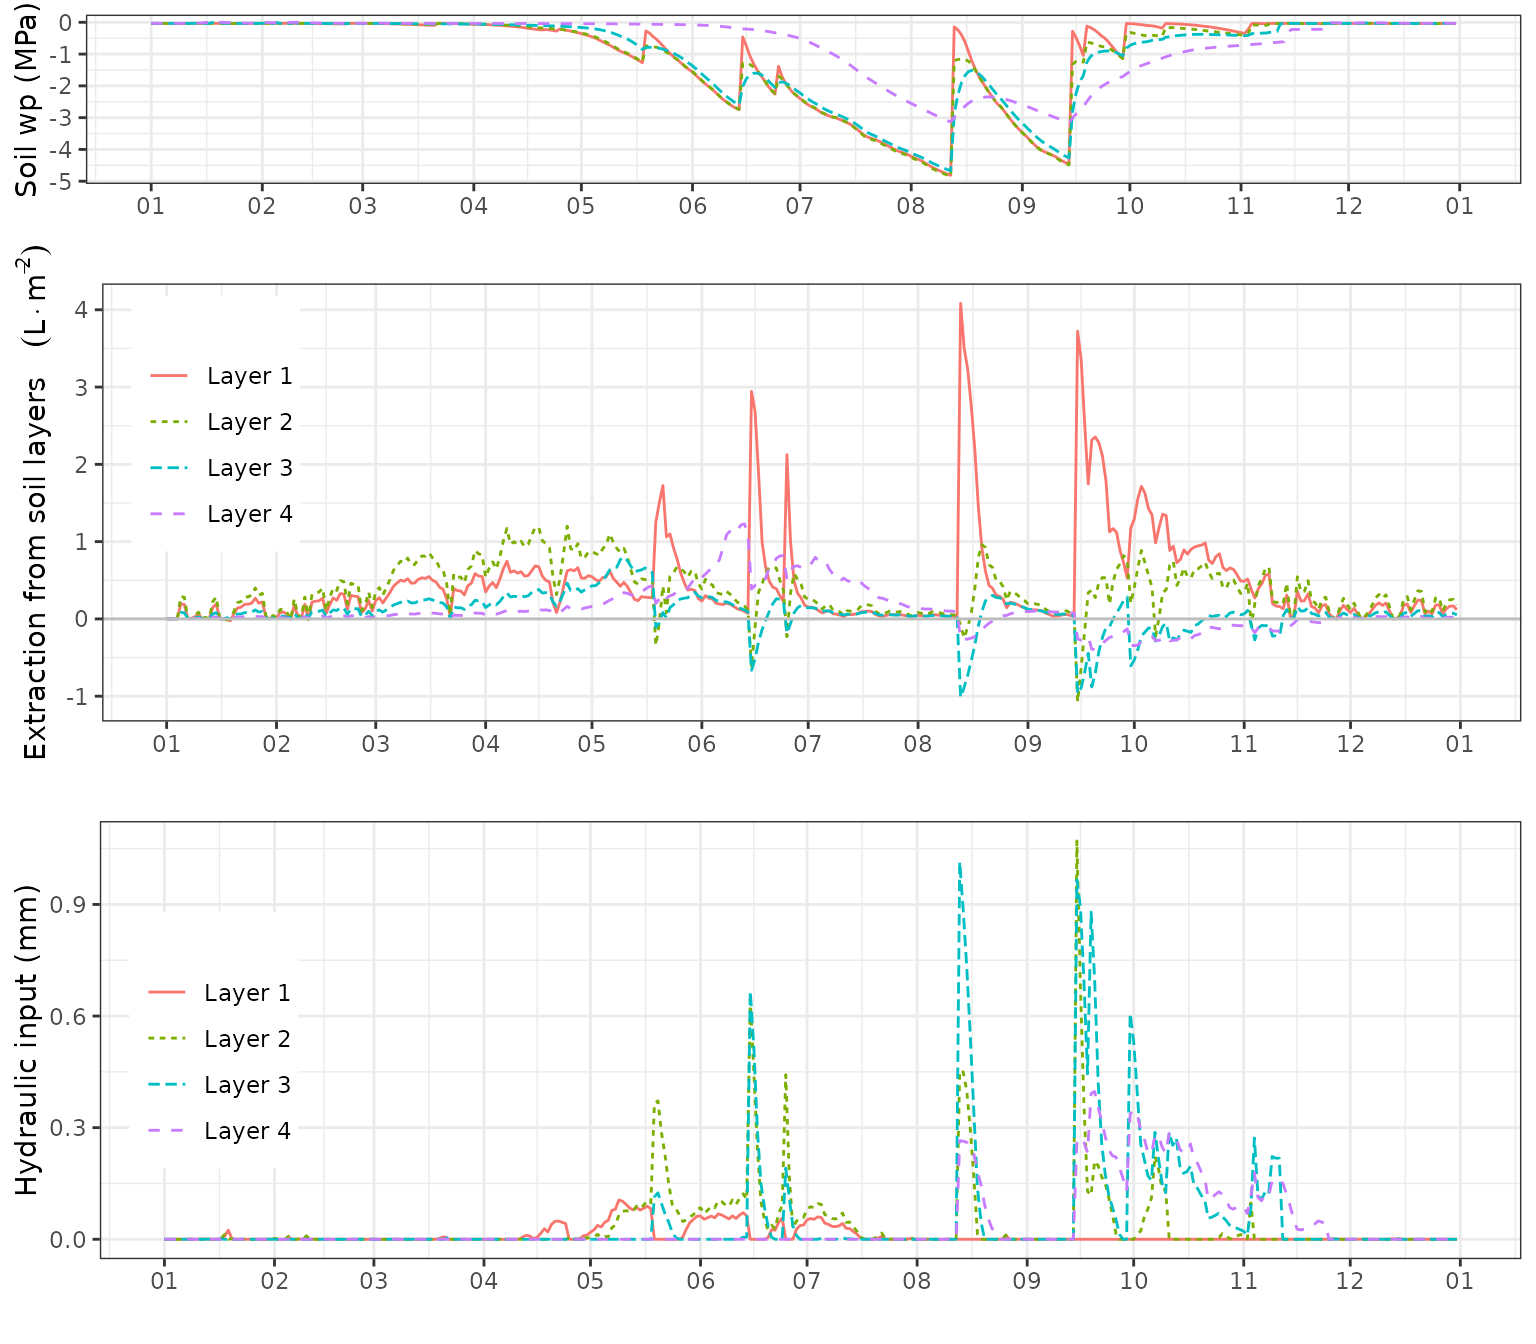 Soil wp (MPa)
0
-1
-2
-3
-4
-5
01 02 03 04 05 06 07 08 09 10 11 12 01
Extraction from soil layers (L·m⁻²)
4
3
2
1
0
-1
Layer 1
Layer 2
Layer 3
Layer 4
01 02 03 04 05 06 07 08 09 10 11 12 01
Hydraulic input (mm)
0.9
0.6
0.3
0.0
Layer 1
Layer 2
Layer 3
Layer 4
01 02 03 04 05 06 07 08 09 10 11 12 01